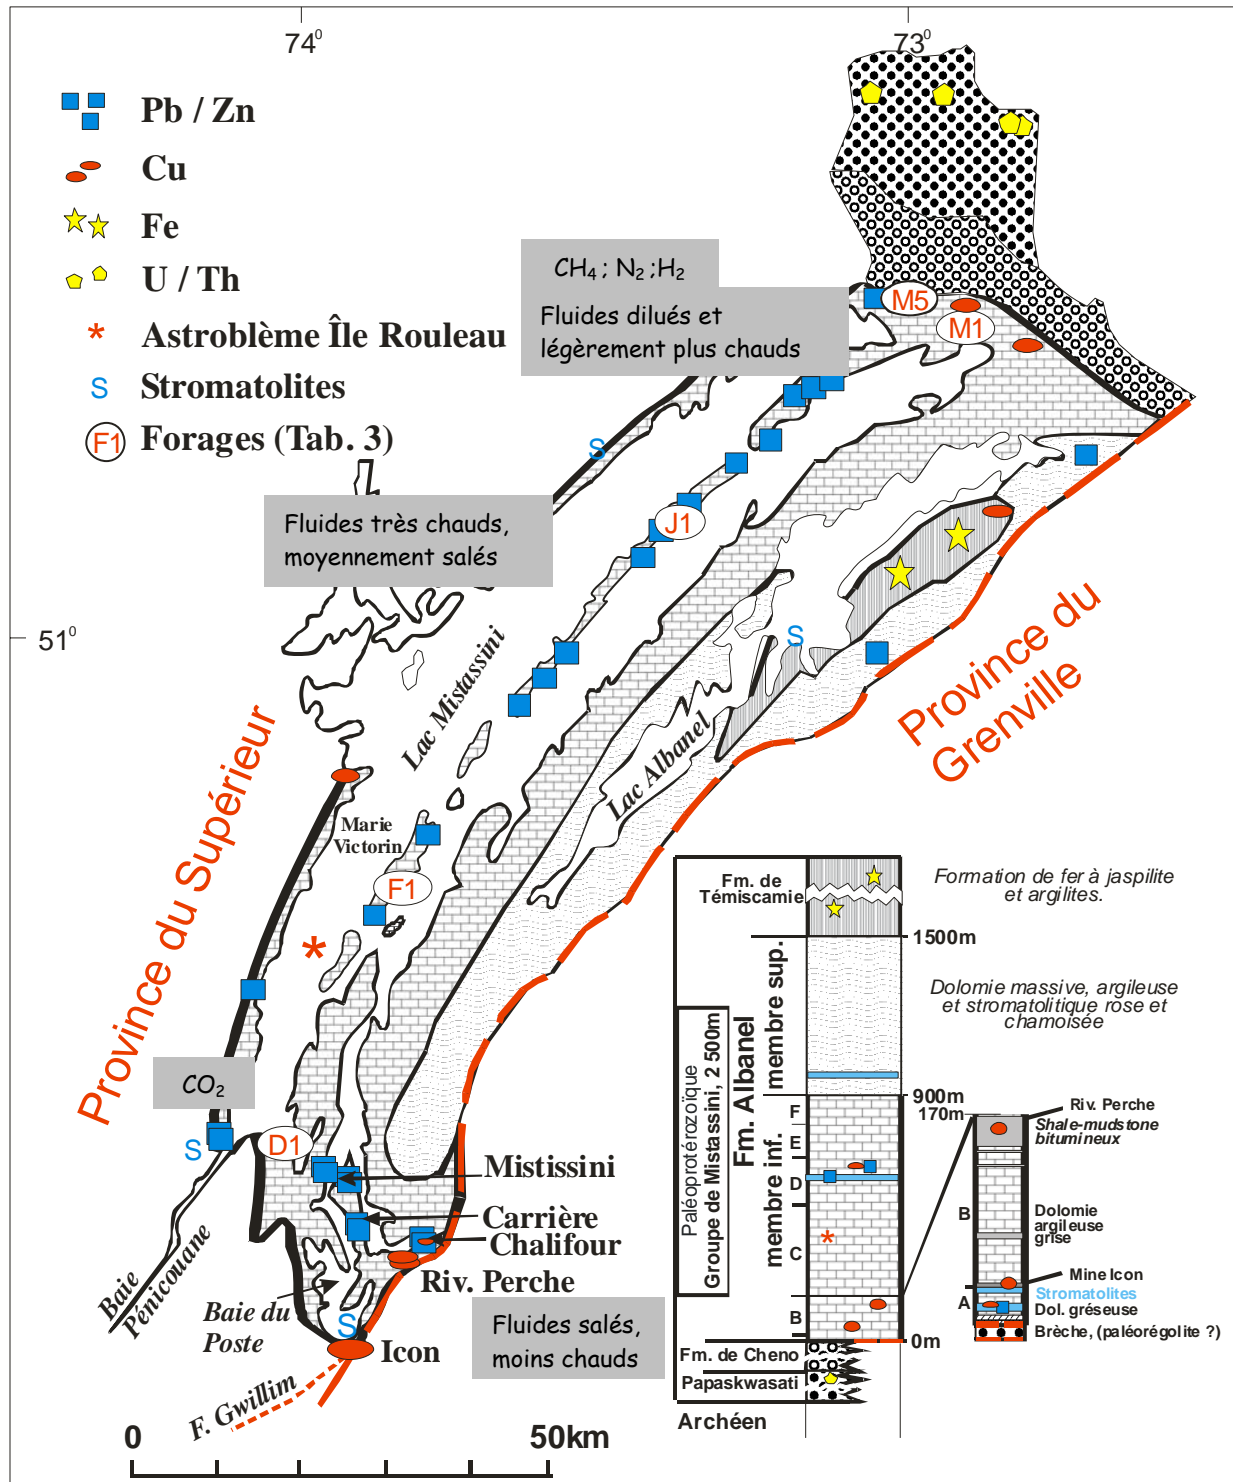 74⁰
73⁰
Pb / Zn
Cu
Fe
U / Th
Astroblème Île Rouleau
S Stromatolites
F1 Forages (Tab. 3)
CH₄ ; N₂ ;H₂
Fluides dilués et
légèrement plus chauds
M5
M1
S
J1
Fluides très chauds,
moyennement salés
51⁰
S
Lac Mistassini
Lac Albanel
Province du
Grenville
Province du Supérieur
Marie
Victorin
F1
CO₂
S
D1
Mistissini
Carrière
Chalifour
Riv. Perche
Baie
Pénicouane
Baie du
Poste
S
Icon
Fluides salés,
moins chauds
F. Gwillim
0
50km
Fm. de
Témiscamie
Formation de fer à jaspilite
et argilites.
1500m
Dolomie massive, argileuse
et stromatolitique rose et
chamoisée
Paléoprotérozoïque
Groupe de Mistassini, 2 500m
Fm. Albanel
membre sup.
membre inf.
900m
170m
F
E
D
C
B
0m
Fm. de Cheno
Papaskwasati
Archéen
Riv. Perche
Shale-mudstone
bitumineux
B
Dolomie
argileuse
grise
Mine Icon
A
Stromatolites
Dol. gréseuse
Brèche, (paléorégolite ?)